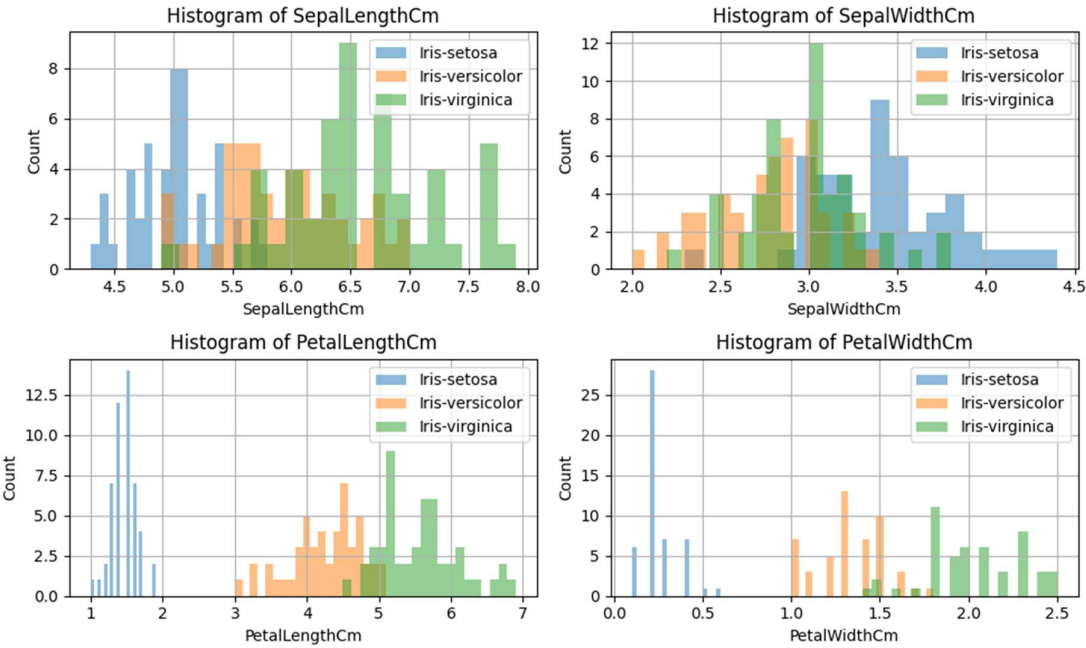 Histogram of SepalLengthCm
8
6
4
2
0
Count
4.5 5.0 5.5 6.0 6.5 7.0 7.5 8.0
SepalLengthCm
Iris-setosa
Iris-versicolor
Iris-virginica
Histogram of SepalWidthCm
12
10
8
6
4
2
0
Count
2.0 2.5 3.0 3.5 4.0 4.5
SepalWidthCm
Iris-setosa
Iris-versicolor
Iris-virginica
Histogram of PetalLengthCm
12.5
10.0
7.5
5.0
2.5
0.0
Count
1 2 3 4 5 6 7
PetalLengthCm
Iris-setosa
Iris-versicolor
Iris-virginica
Histogram of PetalWidthCm
25
20
15
10
5
0
Count
0.0 0.5 1.0 1.5 2.0 2.5
PetalWidthCm
Iris-setosa
Iris-versicolor
Iris-virginica